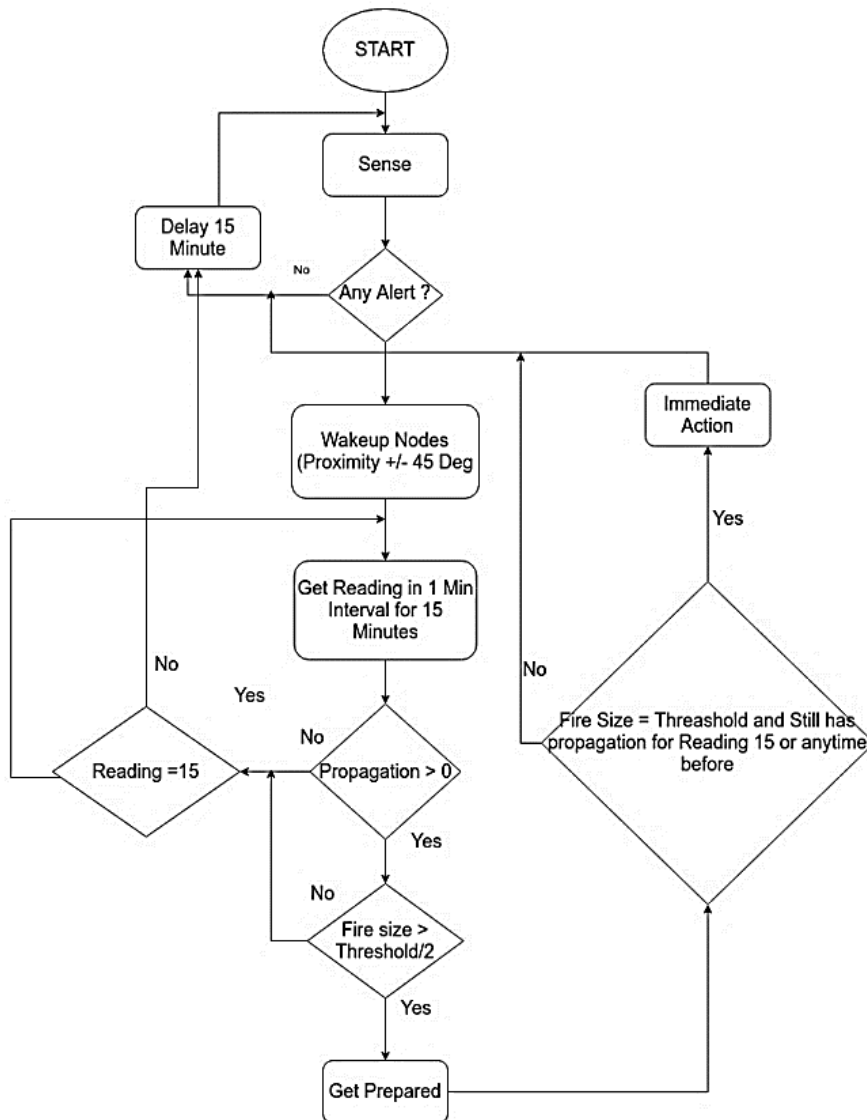 START
Sense
Delay 15
Minute
No
Any Alert ?
Wakeup Nodes
(Proximity +/- 45 Deg
Immediate
Action
Yes
Get Reading in 1 Min
Interval for 15
Minutes
No
Yes
No
No
Reading =15
Propagation > 0
Fire Size = Threashold and Still has
propagation for Reading 15 or anytime
before
Yes
No
Fire size >
Threshold/2
Yes
Get Prepared